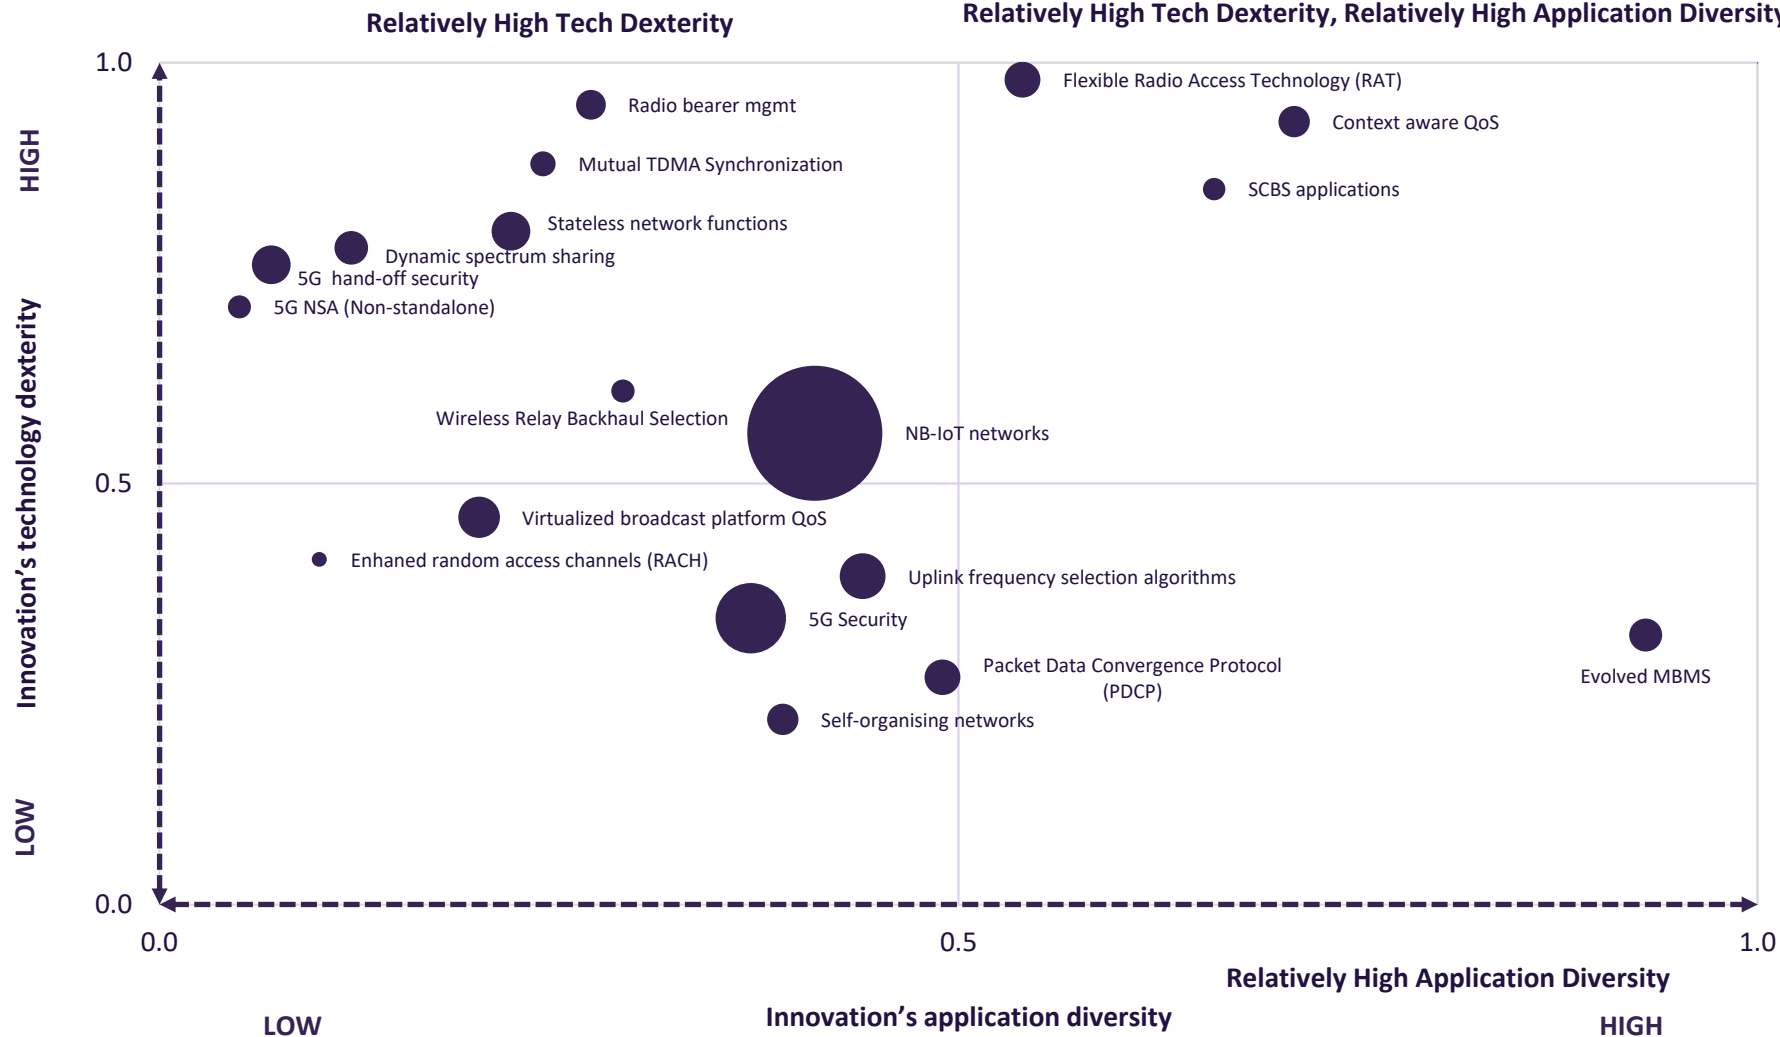 Relatively High Tech Dexterity
Relatively High Tech Dexterity, Relatively High Application Diversity
1.0
Flexible Radio Access Technology (RAT)
Radio bearer mgmt
Context aware QoS
HIGH
Mutual TDMA Synchronization
SCBS applications
Stateless network functions
Dynamic spectrum sharing
5G hand-off security
5G NSA (Non-standalone)
Innovation's technology dexterity
Wireless Relay Backhaul Selection
NB-IoT networks
0.5
Virtualized broadcast platform QoS
Enhaned random access channels (RACH)
Uplink frequency selection algorithms
5G Security
Packet Data Convergence Protocol
(PDCP)
Evolved MBMS
Self-organising networks
LOW
0.0
0.0
0.5
1.0
Relatively High Application Diversity
LOW
Innovation's application diversity
HIGH